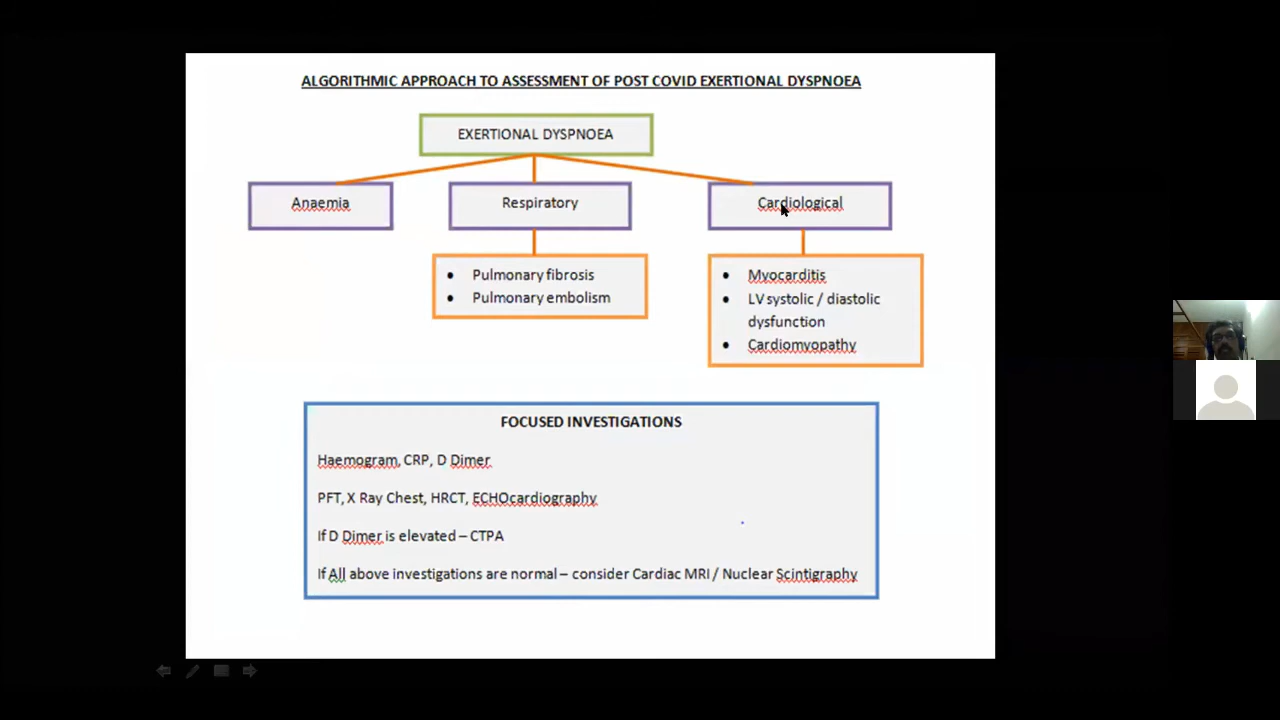 ALGORITHMIC APPROACH TO ASSESSMENT OF POST COVID EXERTIONAL DYSPNOEA
EXERTIONAL DYSPNOEA
Anaemia
Respiratory
Cardiological
• Pulmonary fibrosis
• Pulmonary embolism
• Myocarditis
• LV systolic / diastolic
dysfunction
• Cardiomyopathy
FOCUSED INVESTIGATIONS
Haemogram, CRP, D Dimer
PFT, X Ray Chest, HRCT, ECHOcardiography
If D Dimer is elevated – CTPA
If All above investigations are normal – consider Cardiac MRI / Nuclear Scintigraphy